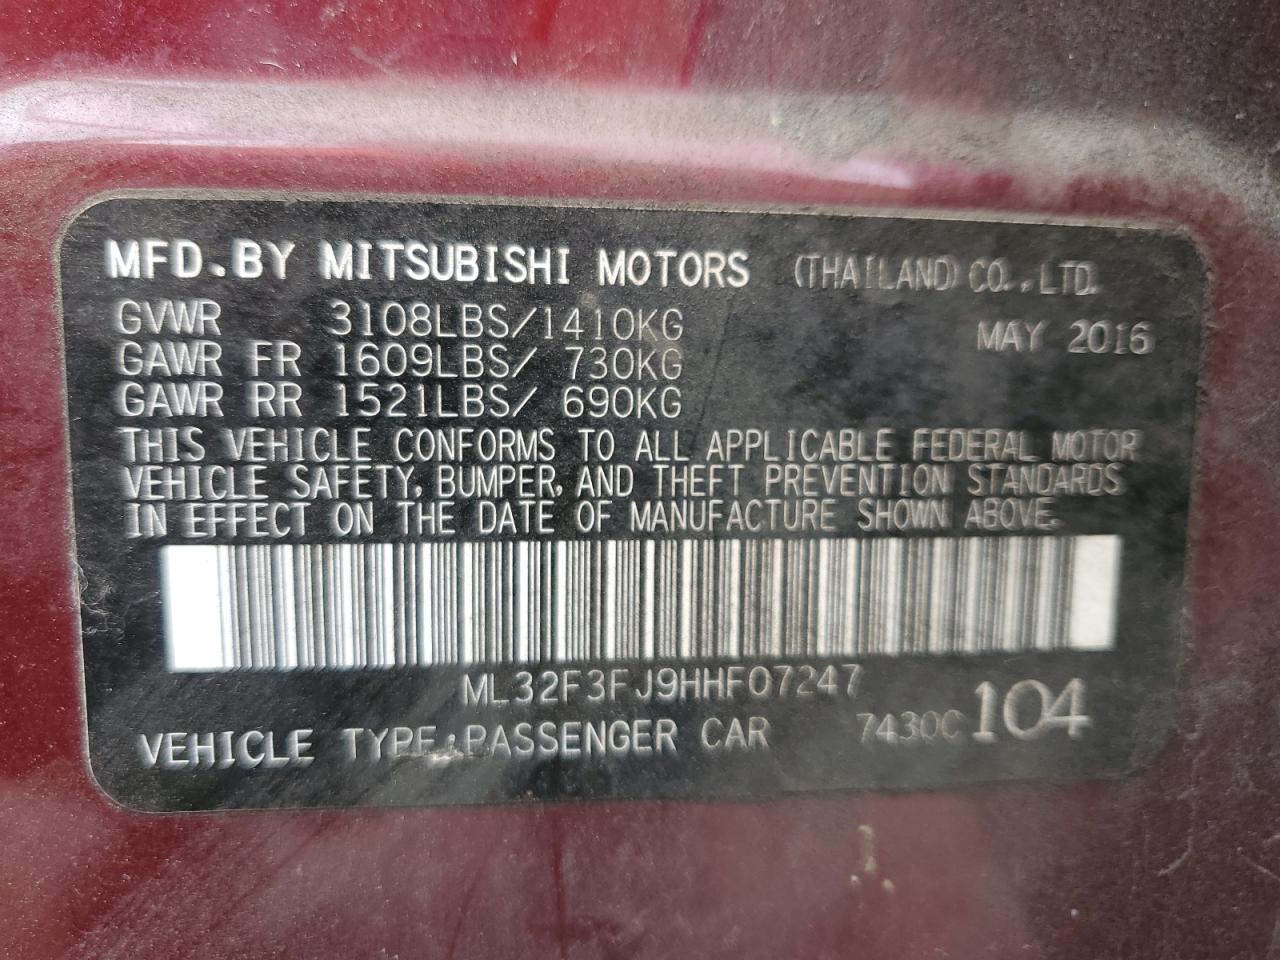 MFD.BY MITSUBISHI MOTORS (THAILAND) CO.,LTD.
GVWR 3108LBS/1410KG MAY 2016
GAWR FR 1609LBS/ 730KG
GAWR RR 1521LBS/ 690KG
THIS VEHICLE CONFORMS TO ALL APPLICABLE FEDERAL MOTOR
VEHICLE SAFETY, BUMPER, AND THEFT PREVENTION STANDARDS
IN EFFECT ON THE DATE OF MANUFACTURE SHOWN ABOVE.
ML32F3FJ9HHF07247
VEHICLE TYPE:PASSENGER CAR 7430C 104